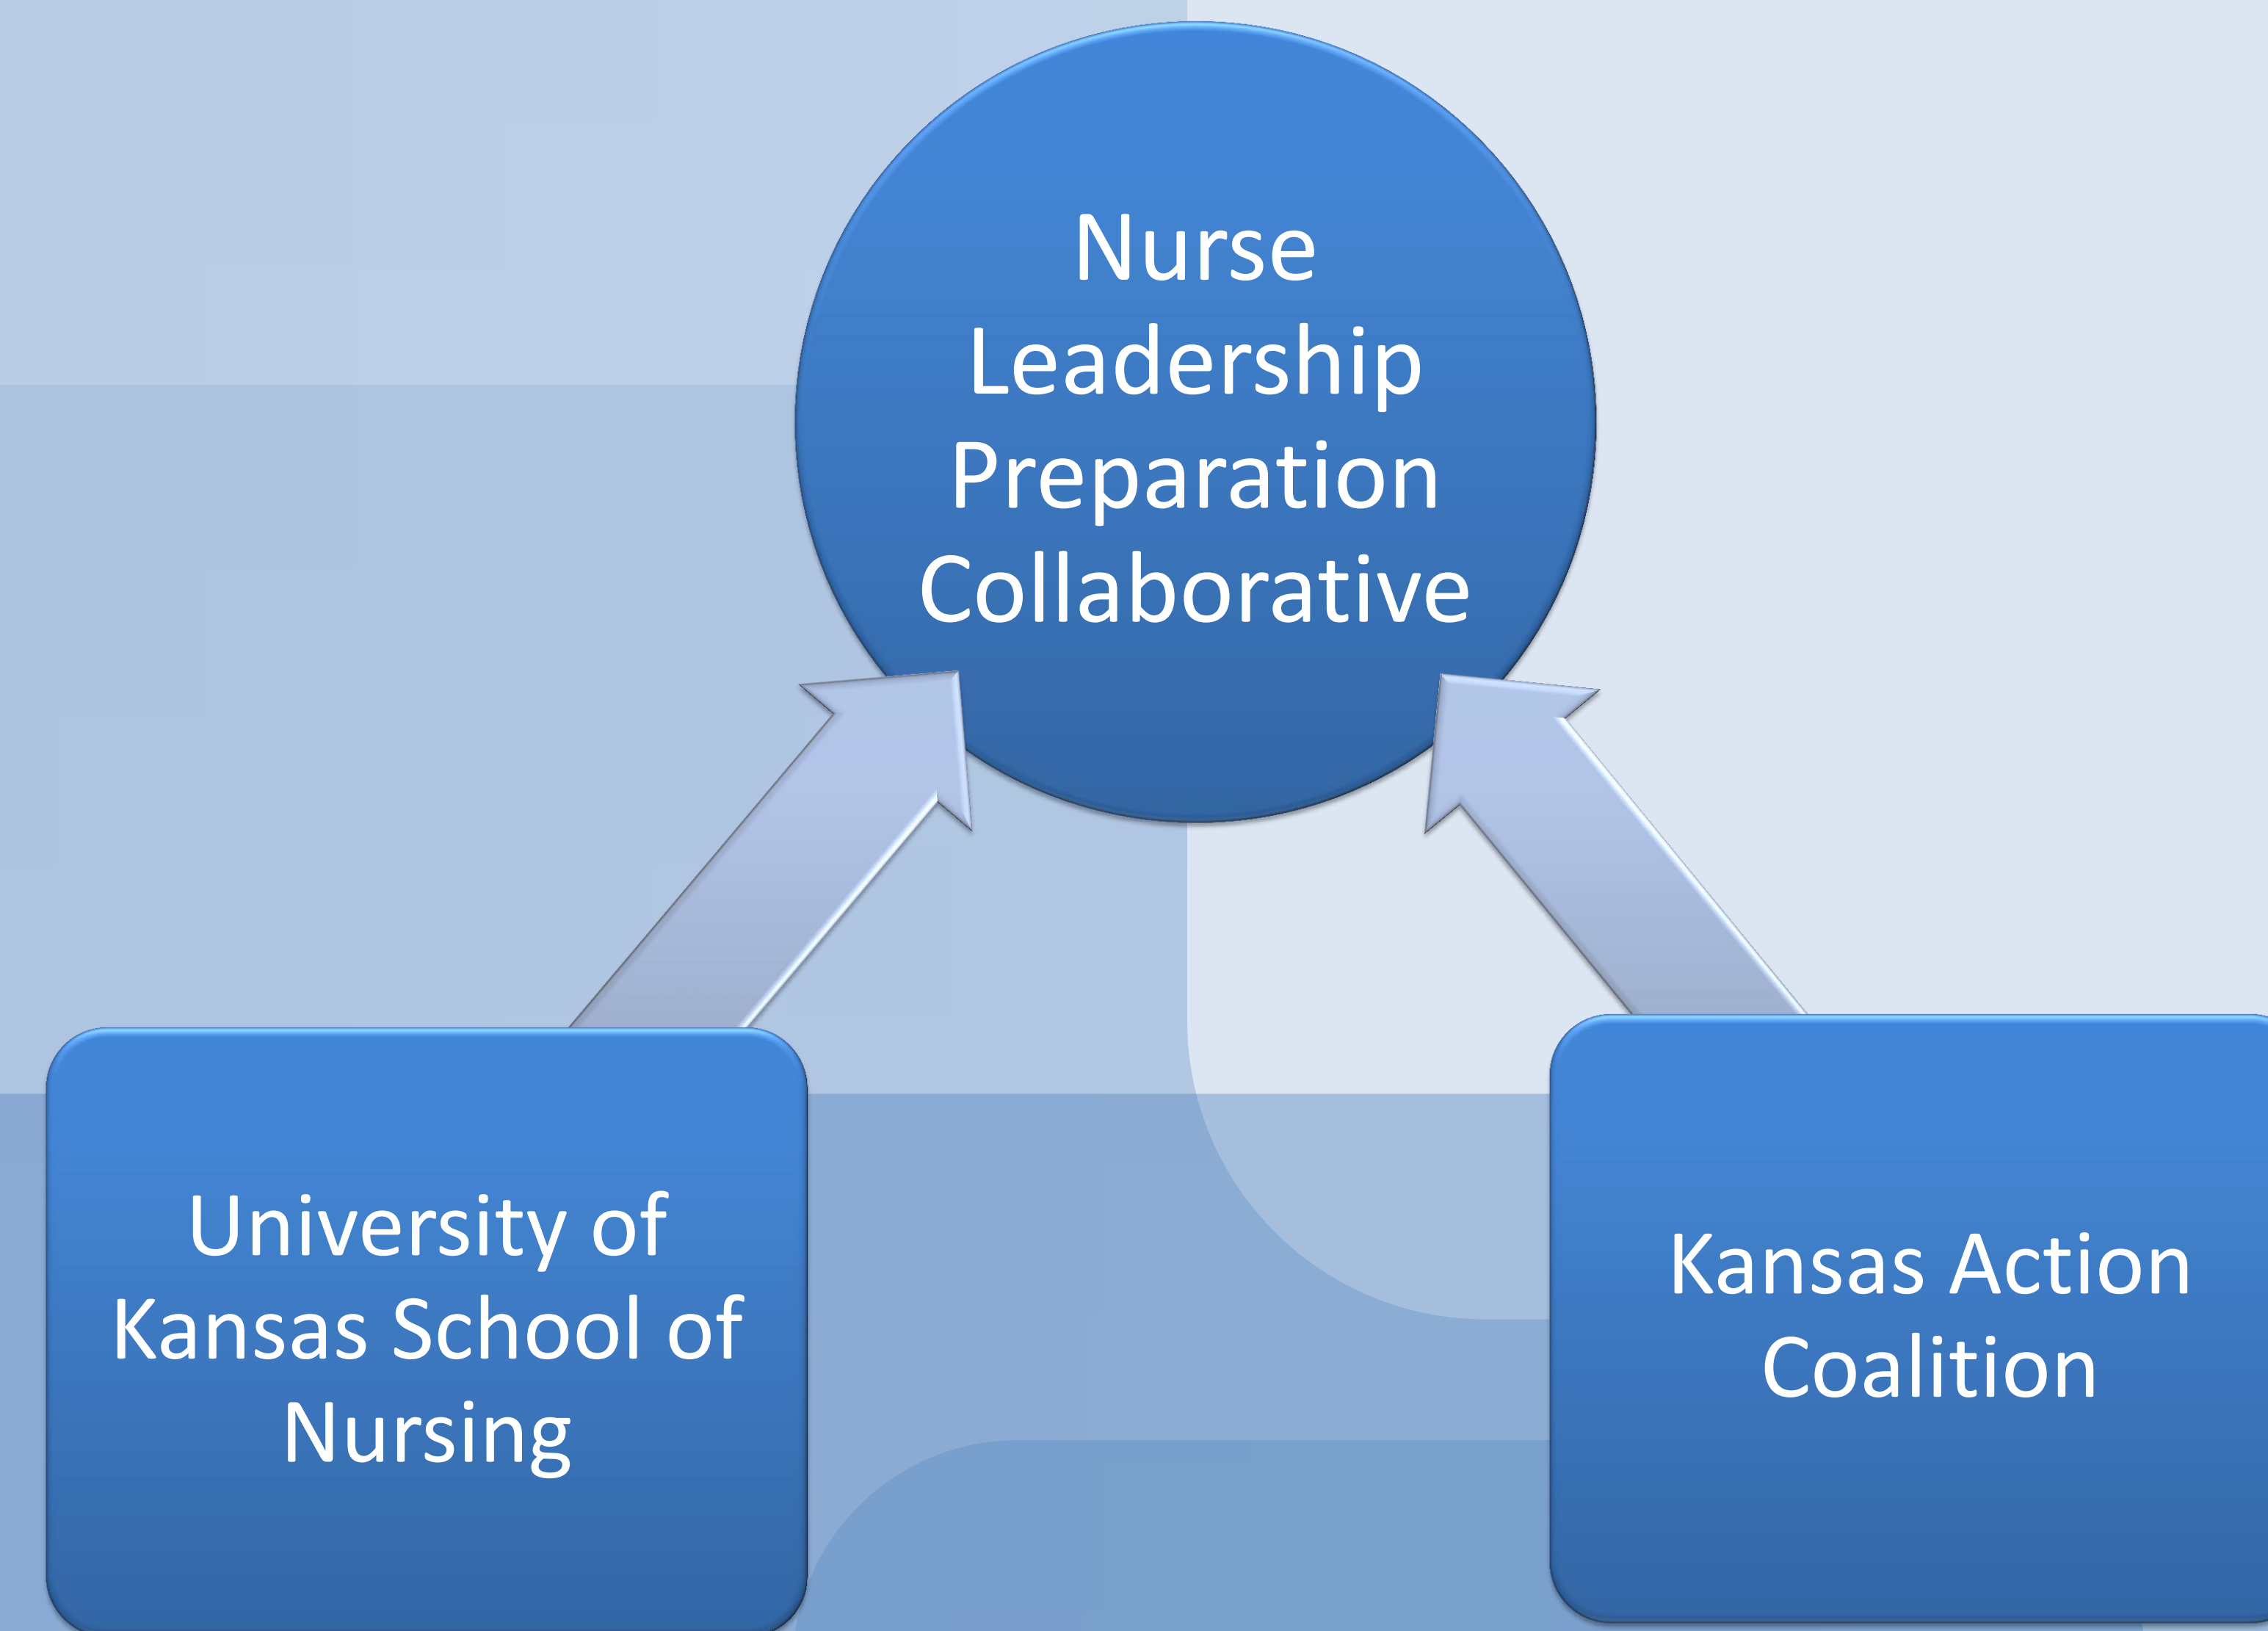 Nurse
Leadership
Preparation
Collaborative
University of
Kansas School of
Nursing
Kansas Action
Coalition